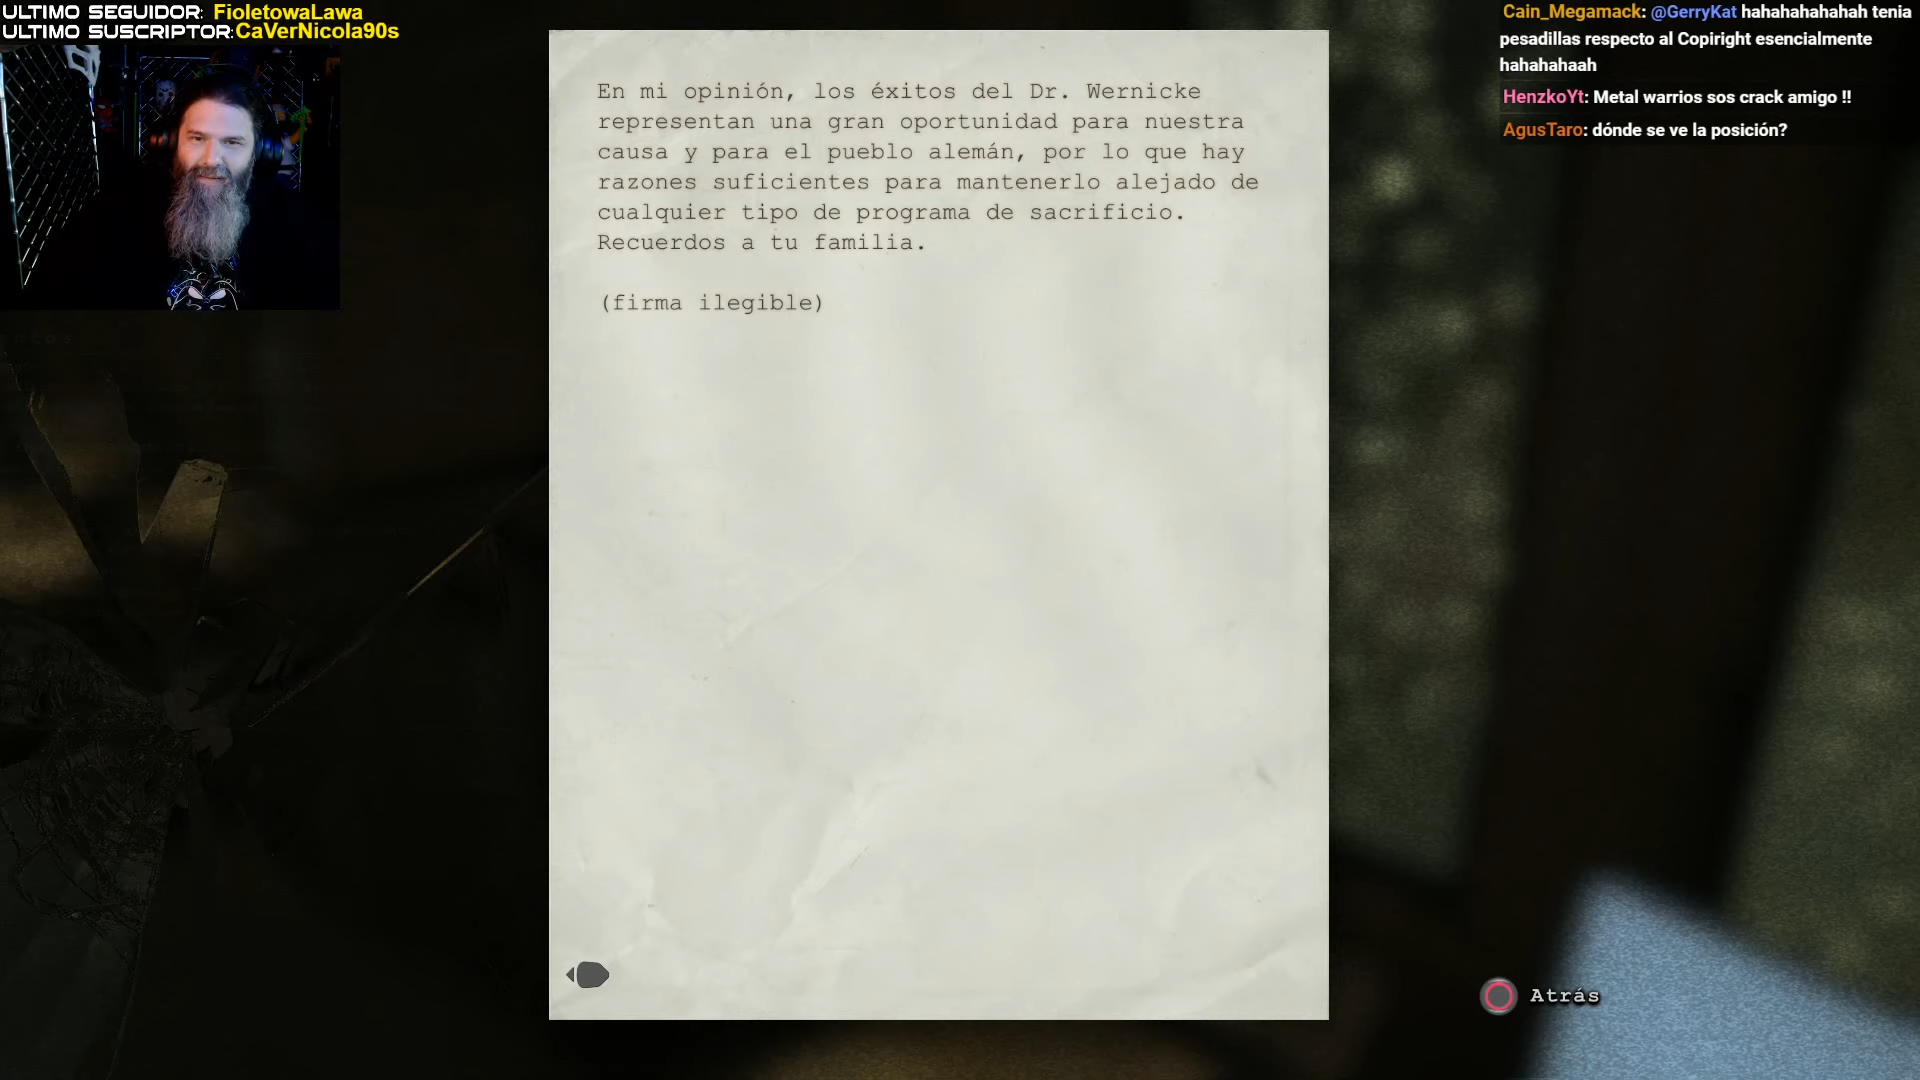 ULTIMO SEGUIDOR: FioletowaLawa
ULTIMO SUSCRIPTOR:CaVerNicola90s
En mi opinión, los éxitos del Dr. Wernicke
representan una gran oportunidad para nuestra
causa y para el pueblo alemán, por lo que hay
razones suficientes para mantenerlo alejado de
cualquier tipo de programa de sacrificio.
Recuerdos a tu familia.
(firma ilegible)
Cain_Megamack: @GerryKat hahahahahahah tenia
pesadillas respecto al Copiright esencialmente
hahahahaah
HenzkoYt: Metal warrios sos crack amigo !!
AgusTaro: dónde se ve la posición?
Atrás